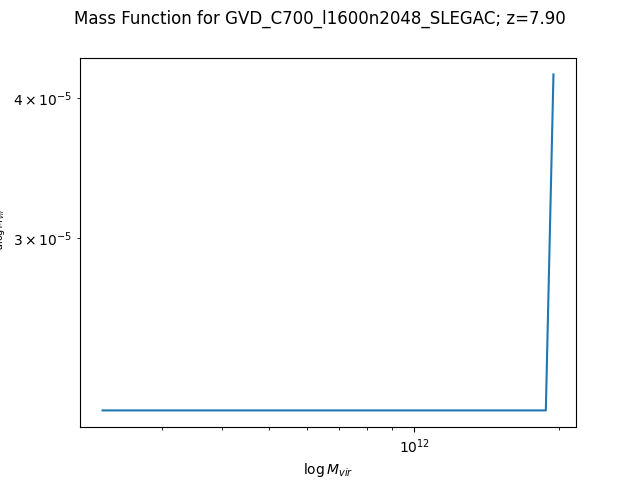 Mass Function for GVD_C700_l1600n2048_SLEGAC; z=7.90
4 × 10⁻⁵
3 × 10⁻⁵
10¹²
log M_vir